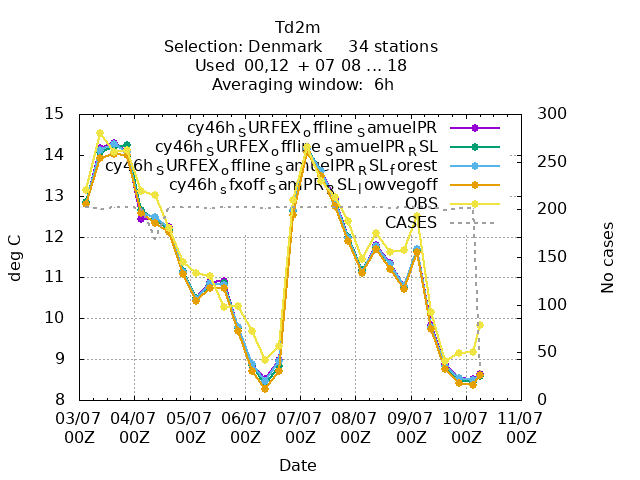 Td2m
Selection: Denmark 34 stations
Used 00,12 + 07 08 ... 18
Averaging window: 6h
15 300
cy46h_SURFEX_offline_SamuelPR
cy46h_SURFEX_offline_SamuelPR_RSL
14 250
cy46h_SURFEX_offline_SamuelPR_RSL_forest
cy46h_sfxoff_SamlPR_RSL_lowvegoff
13 200
OBS
CASES
12 150
11 100
10 50
9 0
8
deg C
No cases
03/07 04/07 05/07 06/07 07/07 08/07 09/07 10/07 11/07
00Z 00Z 00Z 00Z 00Z 00Z 00Z 00Z 00Z
Date